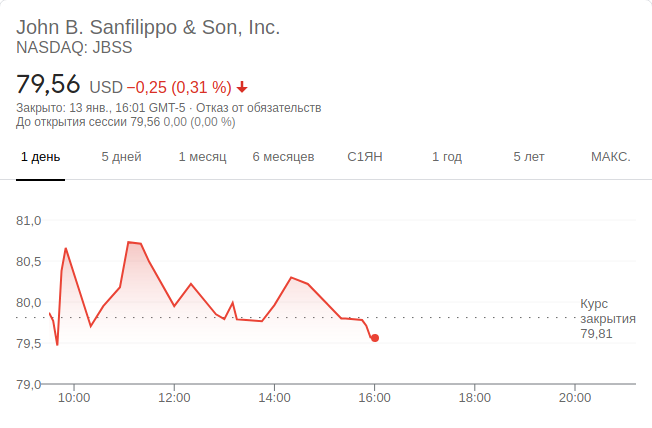 John B. Sanfilippo & Son, Inc.
NASDAQ: JBSS
79,56 USD −0,25 (0,31 %)
Закрыто: 13 янв., 16:01 GMT-5 · Отказ от обязательств
До открытия сессии 79,56 0,00 (0,00 %)
1 день 5 дней 1 месяц 6 месяцев С1ЯН 1 год 5 лет МАКС.
81,0
80,5
80,0
79,5
79,0
Курс
закрытия
79,81
10:00 12:00 14:00 16:00 18:00 20:00